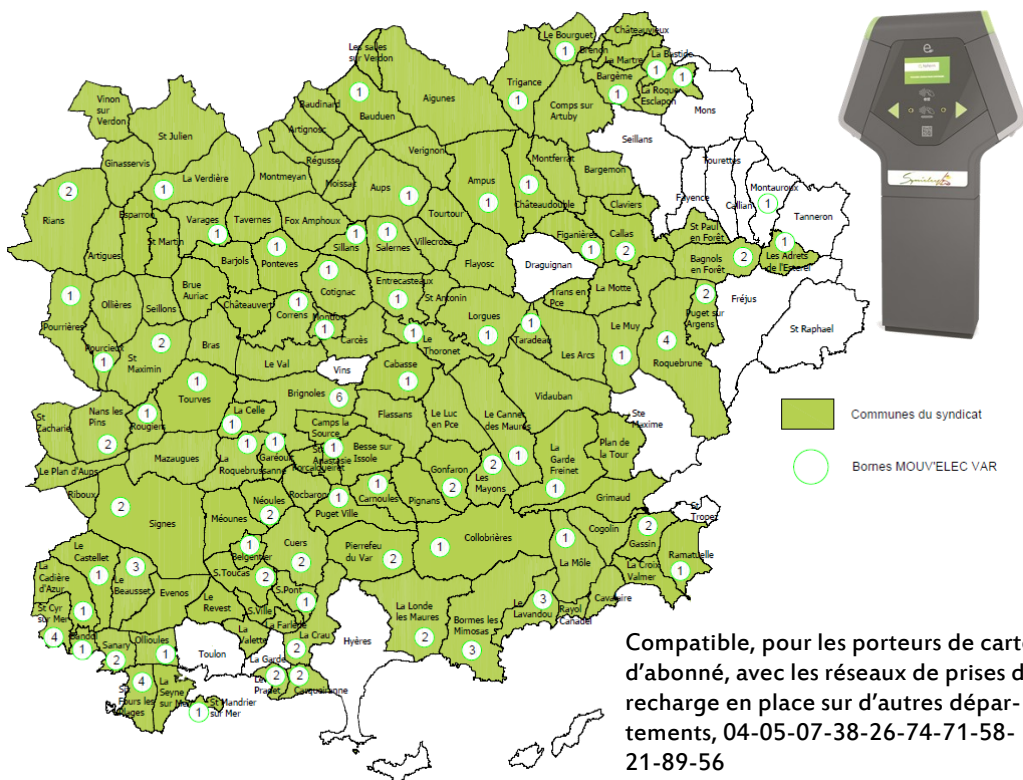 Les salles
sur Verdon
Le Bourguet
Châteauvieux
Brenon
La Martre
La Bastide
Bargème
La Roque
Esclapon
Trigance
Comps sur
Artuby
Mons
Seillans
Vinon
sur
Verdon
St Julien
Baudinard
Bauduen
Aiguines
Artignosc
Ginasservis
Régusse
Moissac
Vérignon
Montmeyan
La Verdière
Aups
Ampus
Montferrat
Châteaudouble
Bargemon
Claviers
Tourettes
Fayence
Callian
Montauroux
Tanneron
Rians
Esparron
Varages
Tavernes
Fox Amphoux
Sillans
Salernes
Villecroze
Tourtour
Figanières
Callas
St Paul
en Forêt
Bagnols
en Forêt
Les Adrets
de l'Esterel
Artigues
St Martin
Barjols
Ponteves
Cotignac
Entrecasteaux
Flayosc
Draguignan
St Antonin
Trans en
Pce
La Motte
Puget sur
Argens
Fréjus
St Raphael
Ollières
Seillons
Brue
Auriac
Châteauvert
Correns
Montfort
Carcès
Le
Thoronet
Lorgues
Taradeau
Les Arcs
Le Muy
Roquebrune
Pourrières
Pourcieux
St
Maximin
Bras
Le Val
Vins
Cabasse
Vidauban
Tourves
Brignoles
Flassans
Le Luc
en Pce
Le Cannet
des Maures
Ste
Maxime
St
Zacharie
Nans les
Pins
Rougiers
La Celle
Camps la
Source
Besse sur
Issole
La
Garde
Freinet
Plan de
la Tour
Le Plan d'Aups
Mazaugues
La
Roquebrussanne
Garéoult
St
Anastasie
Forcalqueiret
Gonfaron
Les
Mayons
Riboux
Signes
Méounes
Néoules
Rocbaron
Puget Ville
Carnoules
Pignans
Grimaud
St
Tropez
Collobrières
Cogolin
Gassin
Ramatuelle
La Croix
Valmer
La Môle
Cavalaire
Rayol
Canadel
Le
Lavandou
Le
Castellet
La
Cadière
d'Azur
Le
Beausset
Evenos
Belgentier
Cuers
Pierrefeu
du Var
S.Toucas
S.Pont
Le
Revest
S.Ville
La Farlède
St Cyr
sur Mer
Bandol
Sanary
Ollioules
Toulon
La
Valette
La Garde
La Crau
Hyères
La Londe
les Maures
Bormes les
Mimosas
Le
Pradet
Carqueiranne
Six
Fours les
Plages
La
Seyne
sur Mer
St Mandrier
sur Mer
Communes du syndicat
Bornes MOUV'ELEC VAR
Compatible, pour les porteurs de carte
d'abonné, avec les réseaux de prises d
recharge en place sur d'autres dépar-
tements, 04-05-07-38-26-74-71-58-
21-89-56